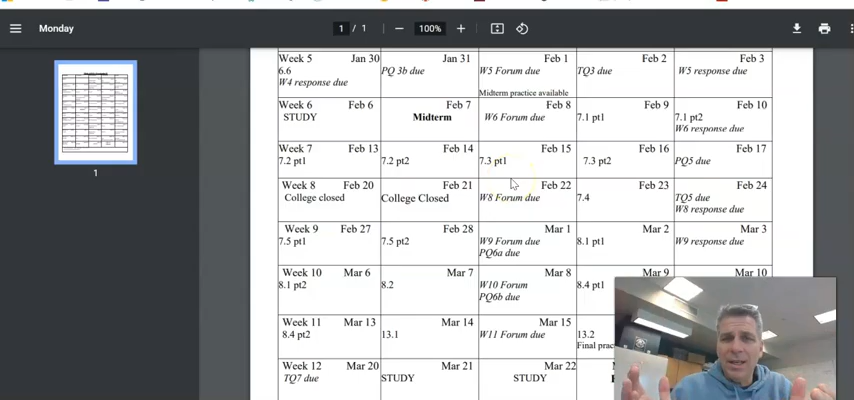 Monday
1 / 1
100%
1
Week 5 Jan 30
6.6
W4 response due
Jan 31
PQ 3b due
Feb 1
W5 Forum due
Midterm practice available
Feb 2
TQ3 due
Feb 3
W5 response due
Week 6 Feb 6
STUDY
Feb 7
Midterm
Feb 8
W6 Forum due
Feb 9
7.1 pt1
Feb 10
7.1 pt2
W6 response due
Week 7 Feb 13
7.2 pt1
Feb 14
7.2 pt2
Feb 15
7.3 pt1
Feb 16
7.3 pt2
Feb 17
PQ5 due
Week 8 Feb 20
College closed
Feb 21
College Closed
Feb 22
W8 Forum due
Feb 23
7.4
Feb 24
TQ5 due
W8 response due
Week 9 Feb 27
7.5 pt1
Feb 28
7.5 pt2
Mar 1
W9 Forum due
PQ6a due
Mar 2
8.1 pt1
Mar 3
W9 response due
Week 10 Mar 6
8.1 pt2
Mar 7
8.2
Mar 8
W10 Forum
PQ6b due
Mar 9
8.4 pt1
Mar 10
Week 11 Mar 13
8.4 pt2
Mar 14
13.1
Mar 15
W11 Forum due
13.2
Final prac
Week 12 Mar 20
TQ7 due
Mar 21
STUDY
Mar 22
STUDY